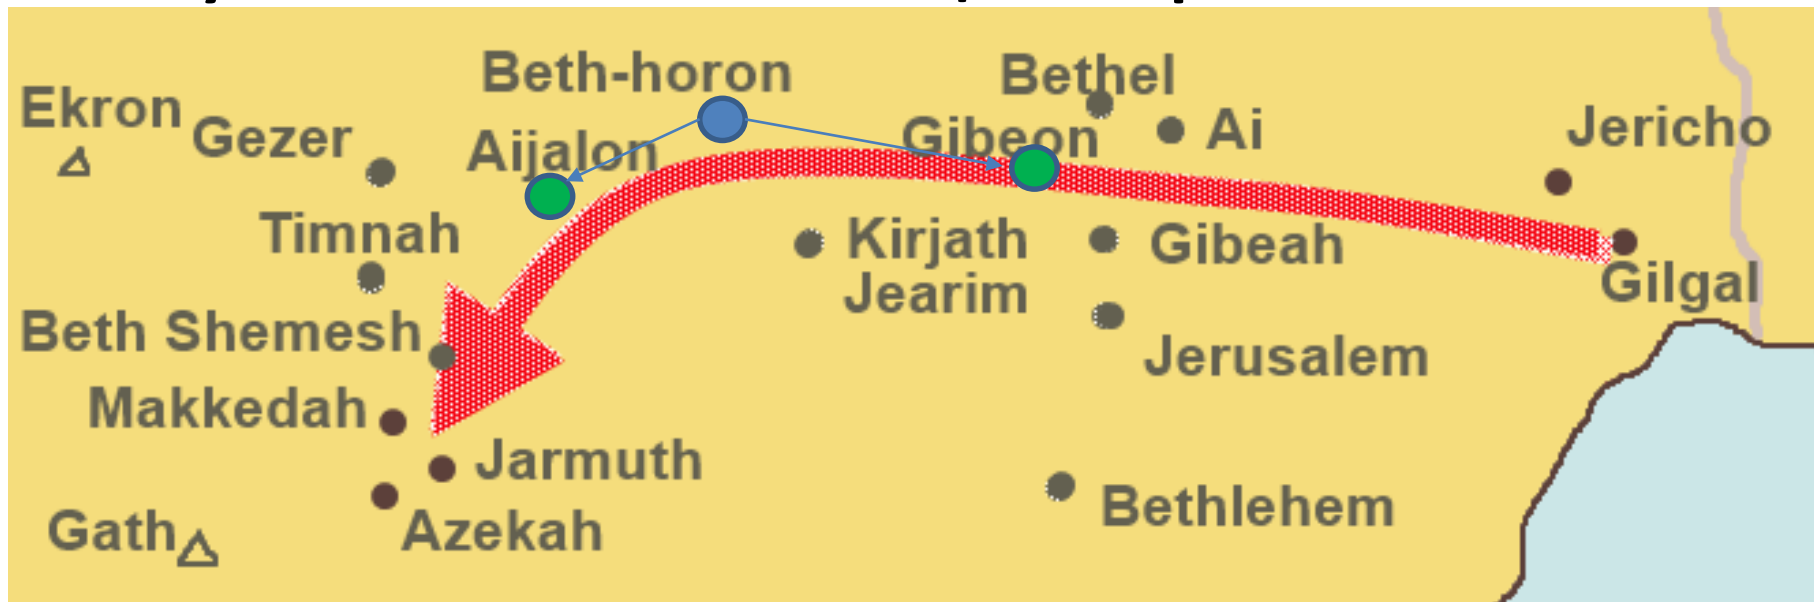 Beth-horon
Bethel
Ekron
Gezer
Aijalon
Gibeon
Ai
Jericho
Timnah
Kirjath
Jearim
Gibeah
Gilgal
Beth Shemesh
Jerusalem
Makkedah
Jarmuth
Bethlehem
Gath
Azekah